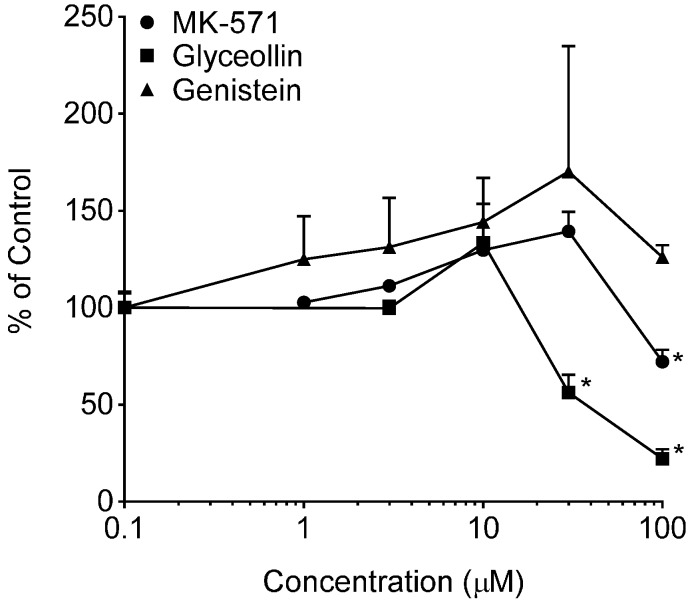 250
MK-571
Glyceollin
200
Genistein
150
% of Control
100
*
*
50
*
0
0.1 1 10 100
Concentration (μM)